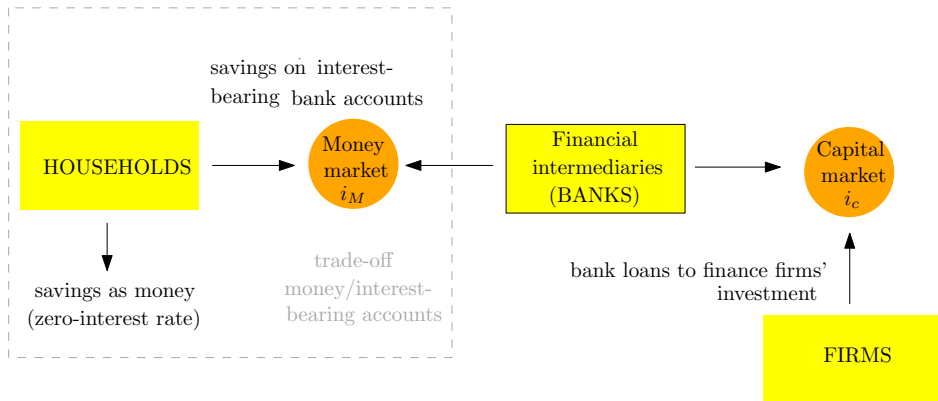 savings on interest-
bearing bank accounts
HOUSEHOLDS
Money
market
i_M
Financial
intermediaries
(BANKS)
Capital
market
i_c
savings as money
(zero-interest rate)
trade-off
money/interest-
bearing accounts
bank loans to finance firms'
investment
FIRMS